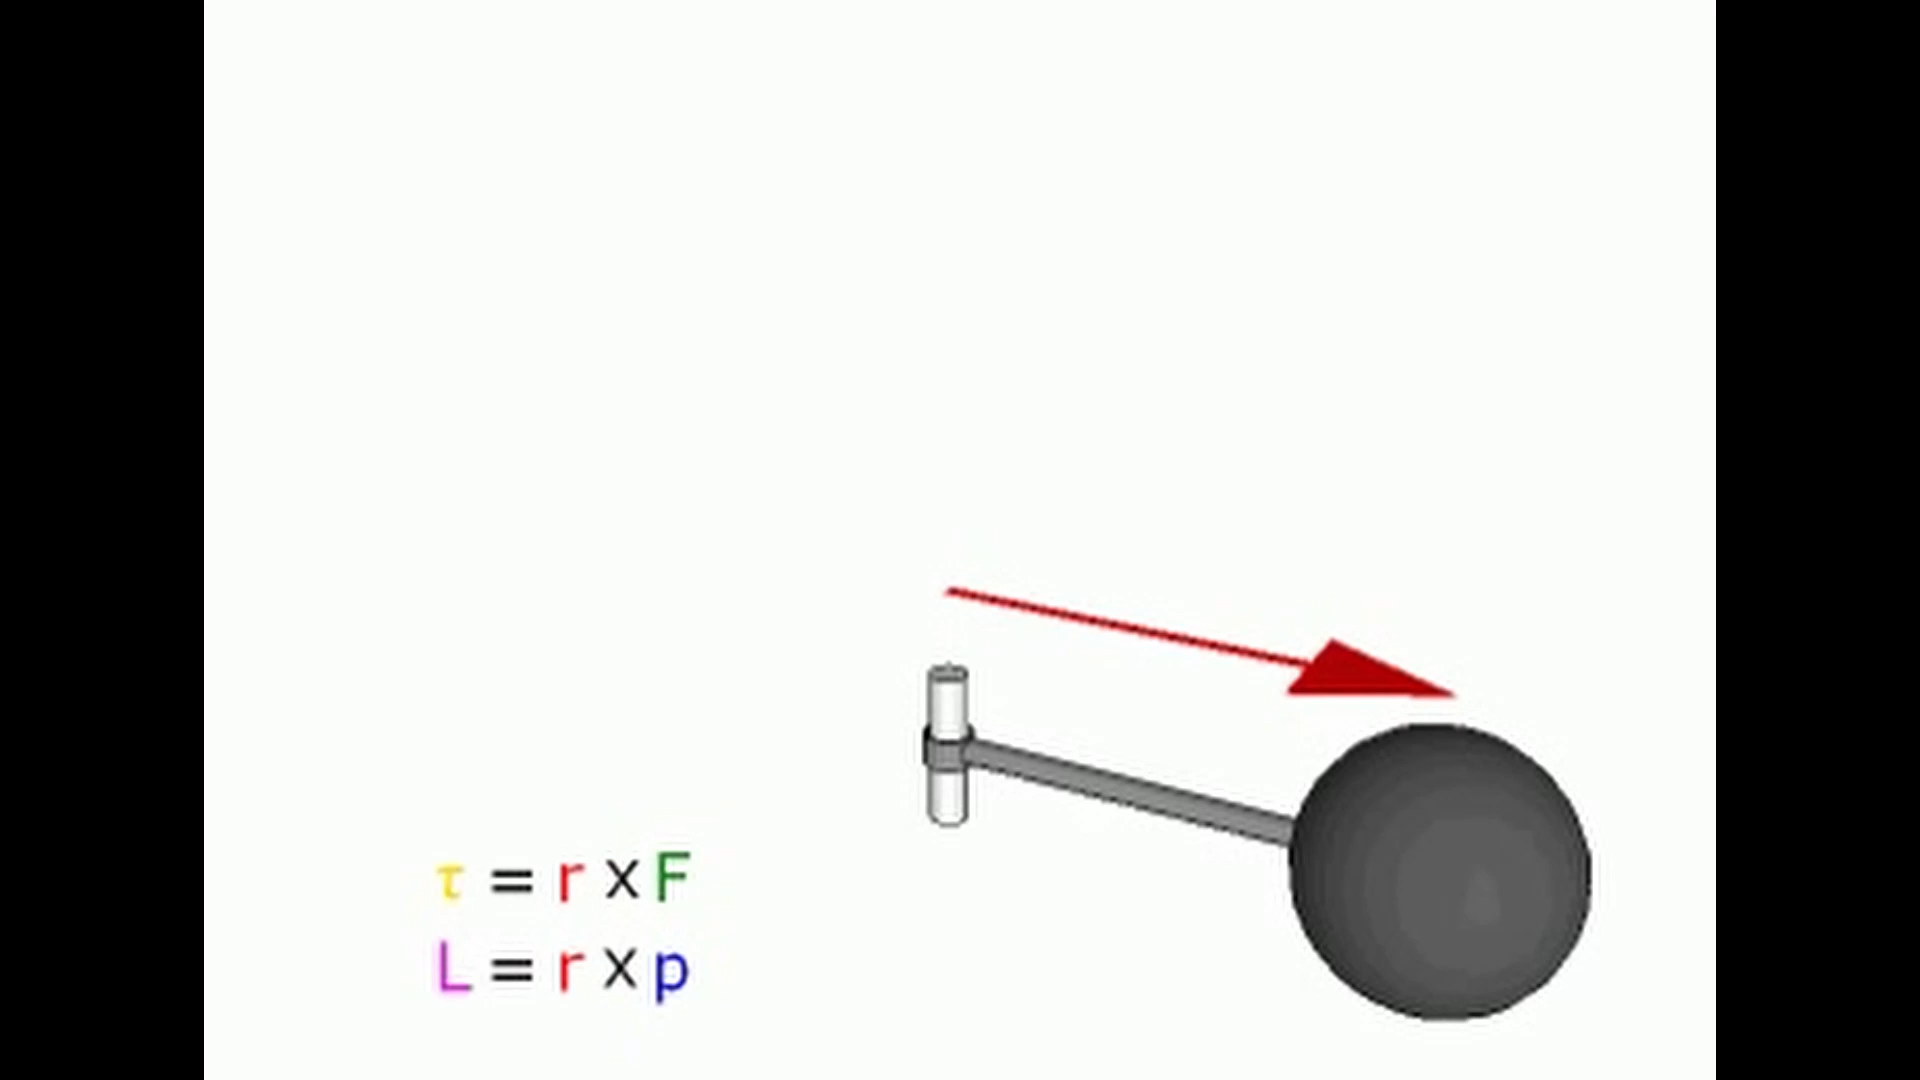 τ = r x F
L = r x p